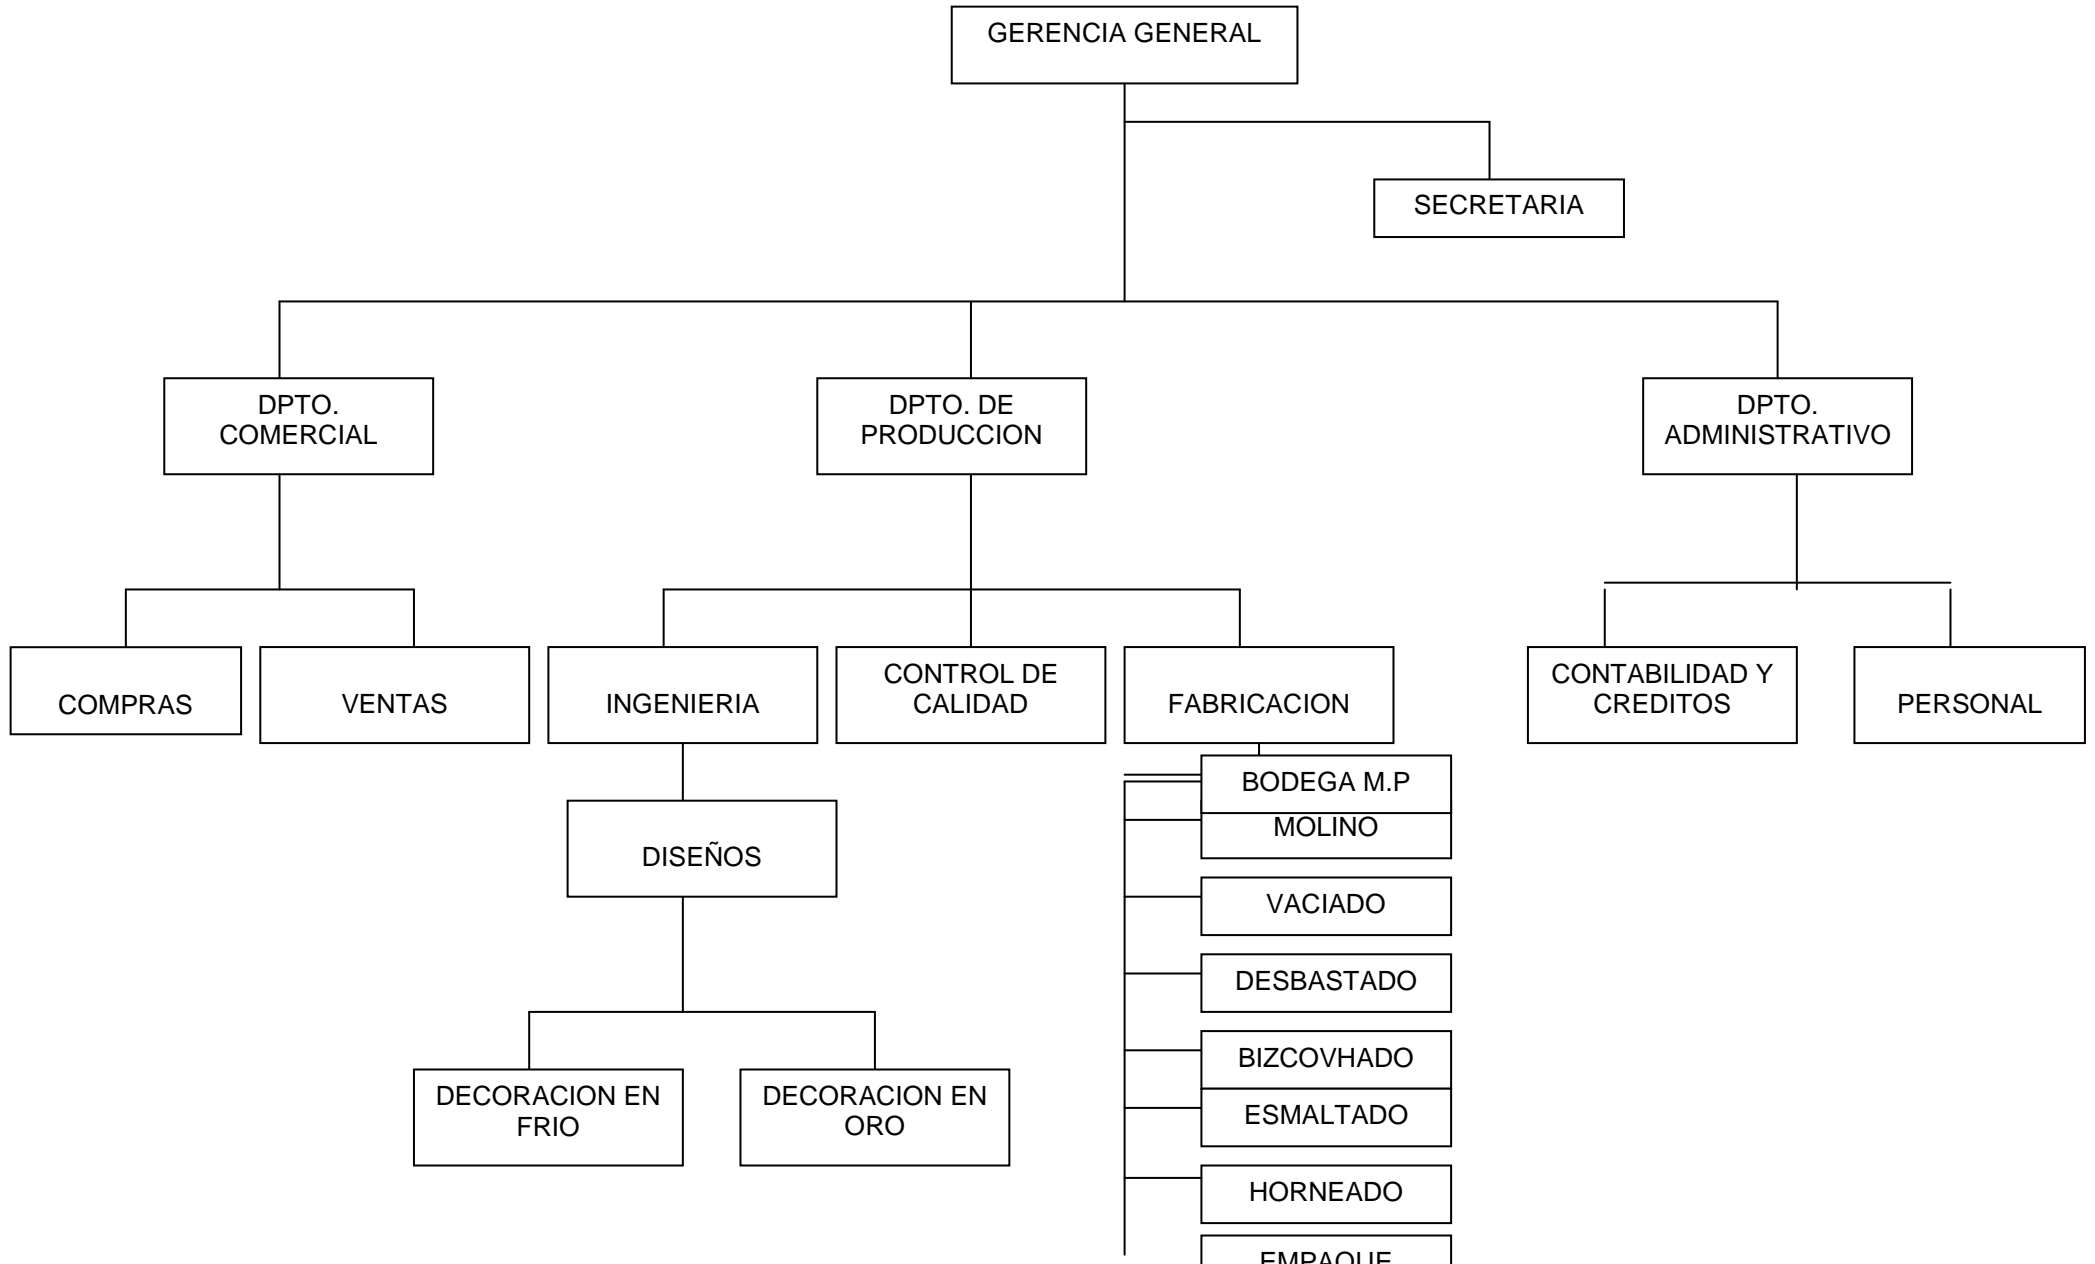 GERENCIA GENERAL
SECRETARIA
DPTO.
COMERCIAL
DPTO. DE
PRODUCCION
DPTO.
ADMINISTRATIVO
COMPRAS
VENTAS
INGENIERIA
CONTROL DE
CALIDAD
FABRICACION
CONTABILIDAD Y
CREDITOS
PERSONAL
BODEGA M.P
MOLINO
DISEÑOS
VACIADO
DESBASTADO
BIZCOVHADO
DECORACION EN
FRIO
DECORACION EN
ORO
ESMALTADO
HORNEADO
EMPAQUE